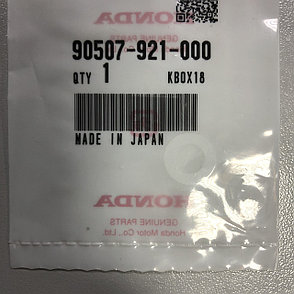 HONDA
GENUINE PARTS
90507-921-000
QTY 1 KBOX18
MADE IN JAPAN
HONDA
GENUINE PARTS
Honda Motor Co., Ltd.